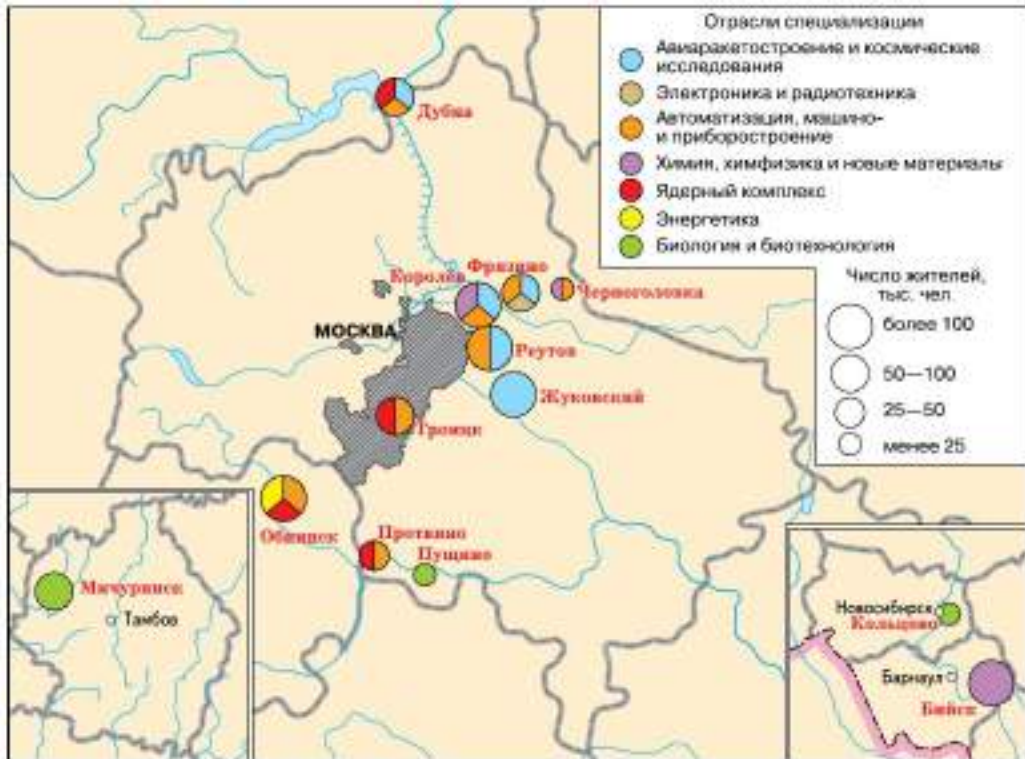 Отрасли специализации
Авиаракетостроение и космические
исследования
Электроника и радиотехника
Автоматизация, машино-
и приборостроение
Химия, химфизика и новые материалы
Ядерный комплекс
Энергетика
Биология и биотехнология
Число жителей,
тыс. чел.
более 100
50—100
25—50
менее 25
Дубна
Королёв
Фрязино
Черноголовка
МОСКВА
Реутов
Жуковский
Троицк
Обнинск
Протвино
Пущино
Мичуринск
Тамбов
Новосибирск
Кольцово
Барнаул
Бийск